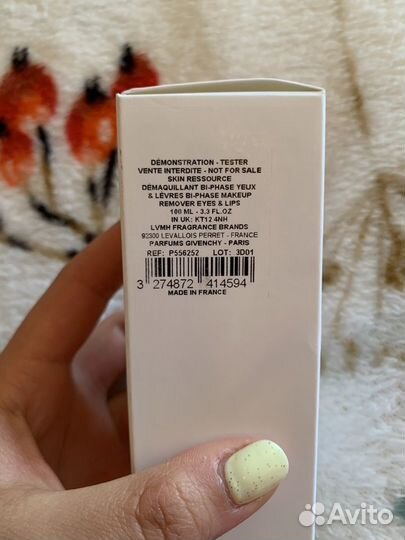 DÉMONSTRATION - TESTER
VENTE INTERDITE - NOT FOR SALE
SKIN RESSOURCE
DÉMAQUILLANT BI-PHASE YEUX
& LÈVRES BI-PHASE MAKEUP
REMOVER EYES & LIPS
100 ML - 3,3 FL.OZ
IN UK: KT12 4NH
LVMH FRAGRANCE BRANDS
92300 LEVALLOIS PERRET - FRANCE
PARFUMS GIVENCHY - PARIS
REF: P556252 LOT: 3D01
3 274872 414594
MADE IN FRANCE
Avito